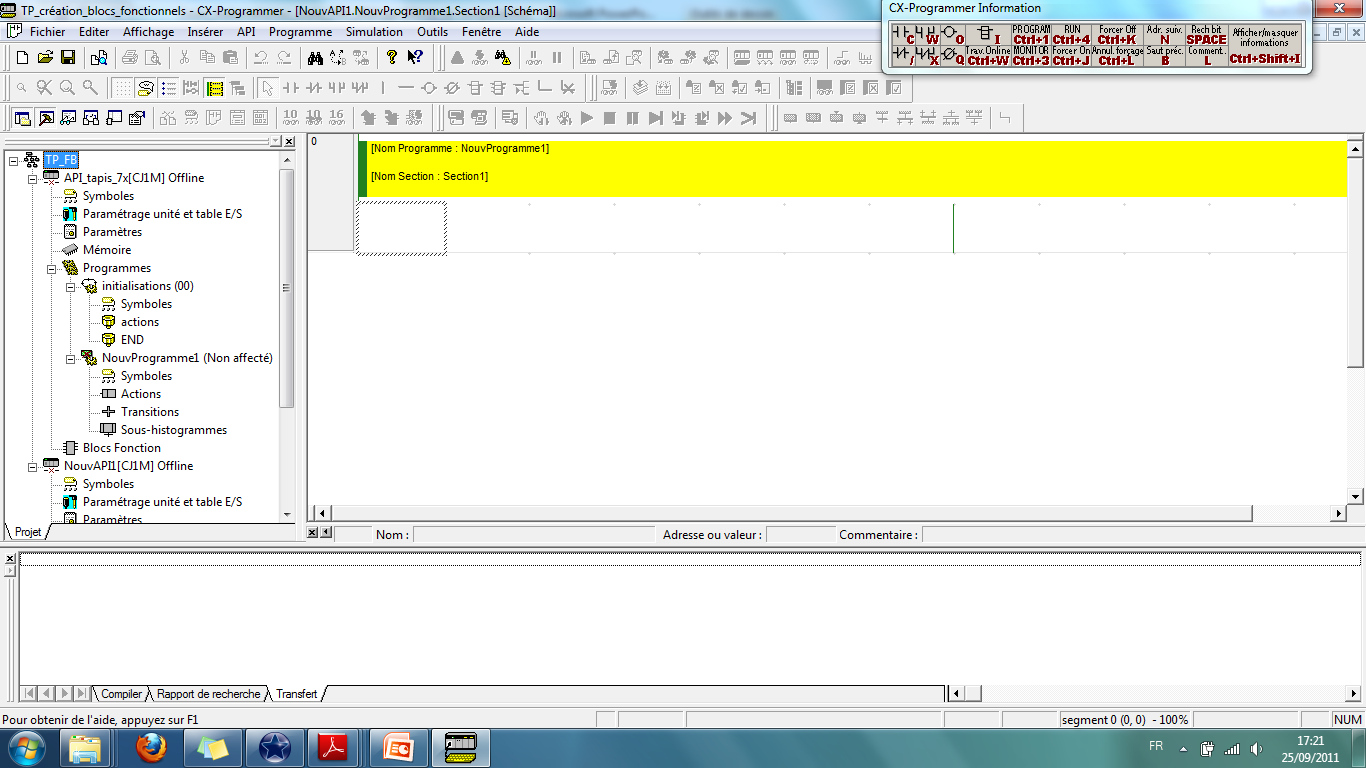 TP_création_blocs_fonctionnels - CX-Programmer - [NouvAPI1.NouvProgramme1.Section1 [Schéma]]
CX-Programmer Information
Fichier Editer Affichage Insérer API Programme Simulation Outils Fenêtre Aide
C W O I PROGRAM Ctrl+1 RUN Ctrl+4 Forcer Off Ctrl+K Adr. suiv. N Rech bit SPACE Afficher/masquer informations Ctrl+Shift+I
/ X Q Trav. Online Ctrl+W MONITOR Ctrl+3 Forcer On Ctrl+J Annul. forçage Ctrl+L Saut préc. B Comment. L
10 10 16
TP_FB
API_tapis_7x[CJ1M] Offline
Symboles
Paramétrage unité et table E/S
Paramètres
Mémoire
Programmes
initialisations (00)
Symboles
actions
END
NouvProgramme1 (Non affecté)
Symboles
Actions
Transitions
Sous-histogrammes
Blocs Fonction
NouvAPI1[CJ1M] Offline
Symboles
Paramétrage unité et table E/S
Paramètres
Projet
0
[Nom Programme : NouvProgramme1]
[Nom Section : Section1]
Nom : Adresse ou valeur : Commentaire :
Compiler Rapport de recherche Transfert
Pour obtenir de l'aide, appuyez sur F1
segment 0 (0, 0) - 100%
NUM
FR
17:21
25/09/2011